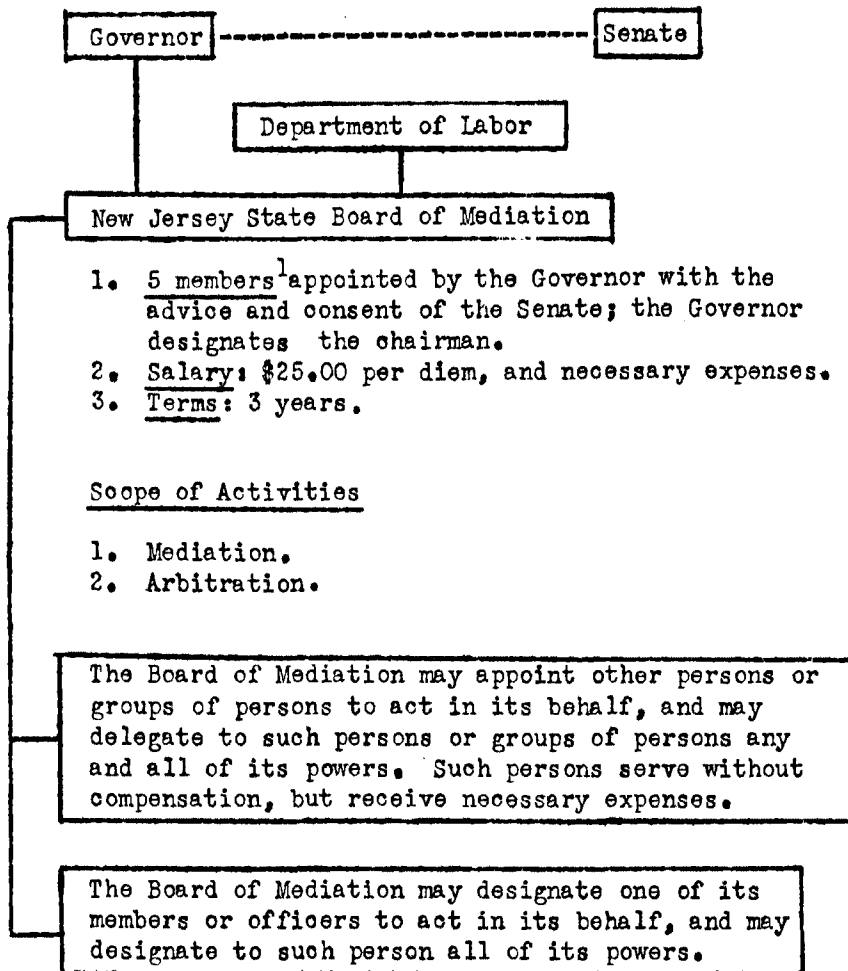 Governor Senate
Department of Labor
New Jersey State Board of Mediation
1. 5 members¹ appointed by the Governor with the
advice and consent of the Senate; the Governor
designates the chairman.
2. Salary: $25.00 per diem, and necessary expenses.
3. Terms: 3 years.
Scope of Activities
1. Mediation.
2. Arbitration.
The Board of Mediation may appoint other persons or
groups of persons to act in its behalf, and may
delegate to such persons or groups of persons any
and all of its powers. Such persons serve without
compensation, but receive necessary expenses.
The Board of Mediation may designate one of its
members or officers to act in its behalf, and may
designate to such person all of its powers.